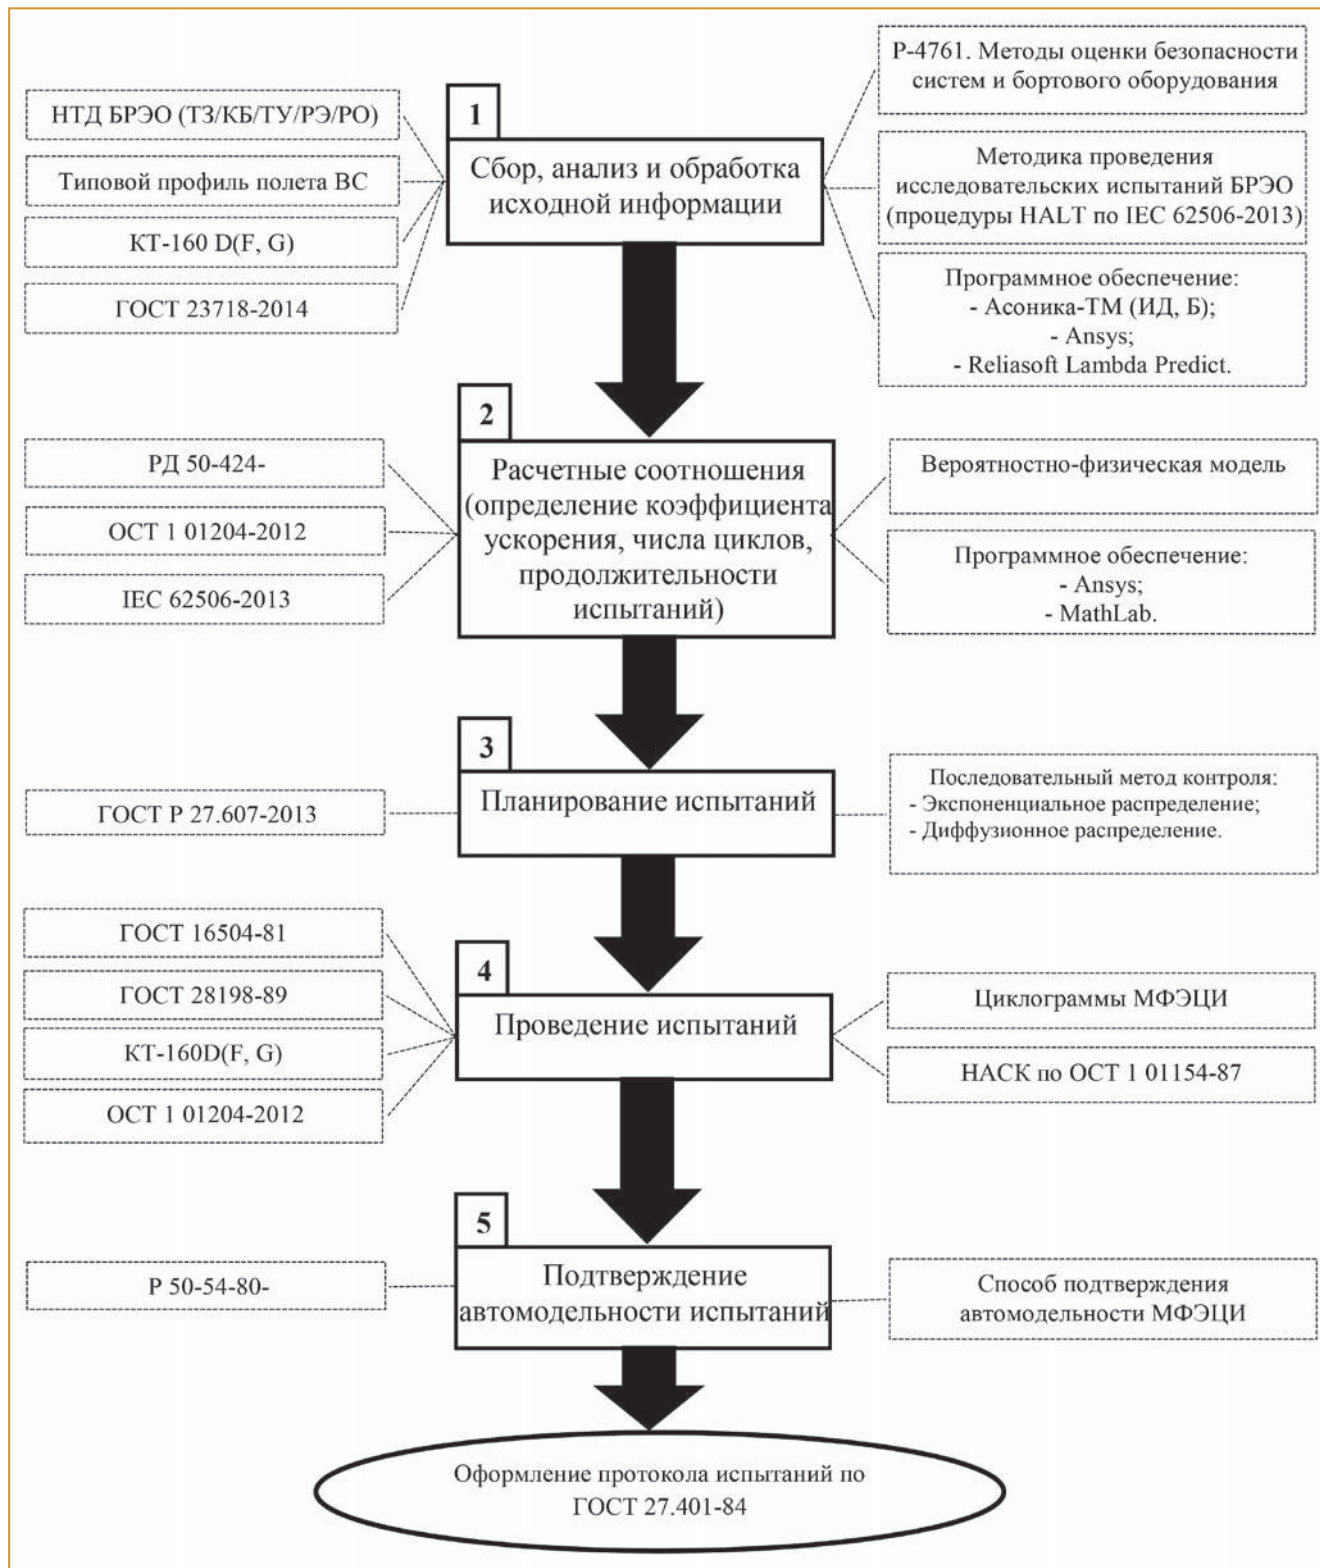 НТД БРЭО (ТЗ/КБ/ТУ/РЭ/РО)
Типовой профиль полета ВС
КТ-160 D(F, G)
ГОСТ 23718-2014
1
Сбор, анализ и обработка
исходной информации
Р-4761. Методы оценки безопасности
систем и бортового оборудования
Методика проведения
исследовательских испытаний БРЭО
(процедуры HALT по IEC 62506-2013)
Программное обеспечение:
- Асоника-ТМ (ИД, Б);
- Ansys;
- Reliasoft Lambda Predict.
РД 50-424-
ОСТ 1 01204-2012
IEC 62506-2013
2
Расчетные соотношения
(определение коэффициента
ускорения, числа циклов,
продолжительности
испытаний)
Вероятностно-физическая модель
Программное обеспечение:
- Ansys;
- MathLab.
ГОСТ Р 27.607-2013
3
Планирование испытаний
Последовательный метод контроля:
- Экспоненциальное распределение;
- Диффузионное распределение.
ГОСТ 16504-81
ГОСТ 28198-89
КТ-160D(F, G)
ОСТ 1 01204-2012
4
Проведение испытаний
Циклограммы МФЭЦИ
НАСК по ОСТ 1 01154-87
Р 50-54-80-
5
Подтверждение
автомодельности испытаний
Способ подтверждения
автомодельности МФЭЦИ
Оформление протокола испытаний по
ГОСТ 27.401-84